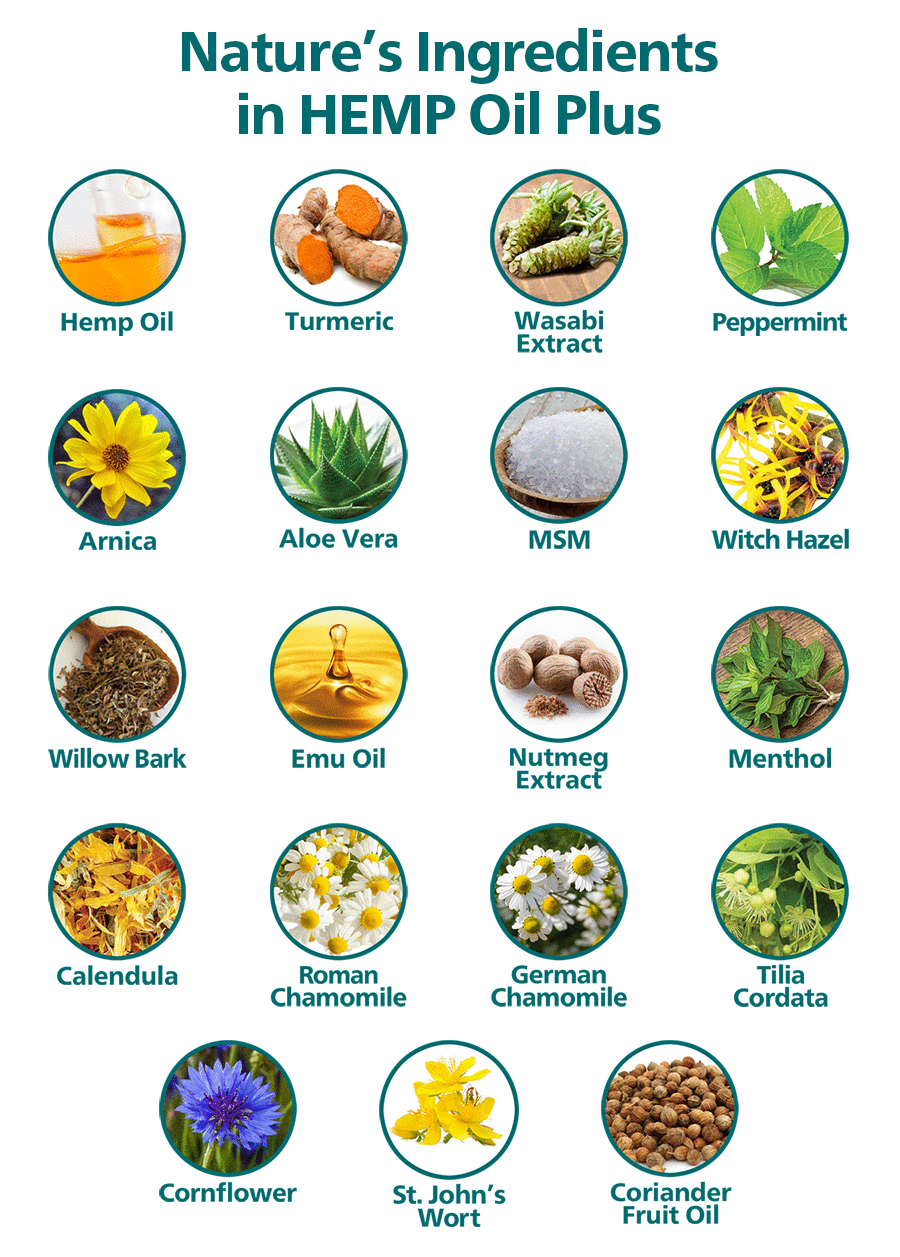 Nature’s Ingredients
in HEMP Oil Plus
Hemp Oil
Turmeric
Wasabi
Extract
Peppermint
Arnica
Aloe Vera
MSM
Witch Hazel
Willow Bark
Emu Oil
Nutmeg
Extract
Menthol
Calendula
Roman
Chamomile
German
Chamomile
Tilia
Cordata
Cornflower
St. John’s
Wort
Coriander
Fruit Oil